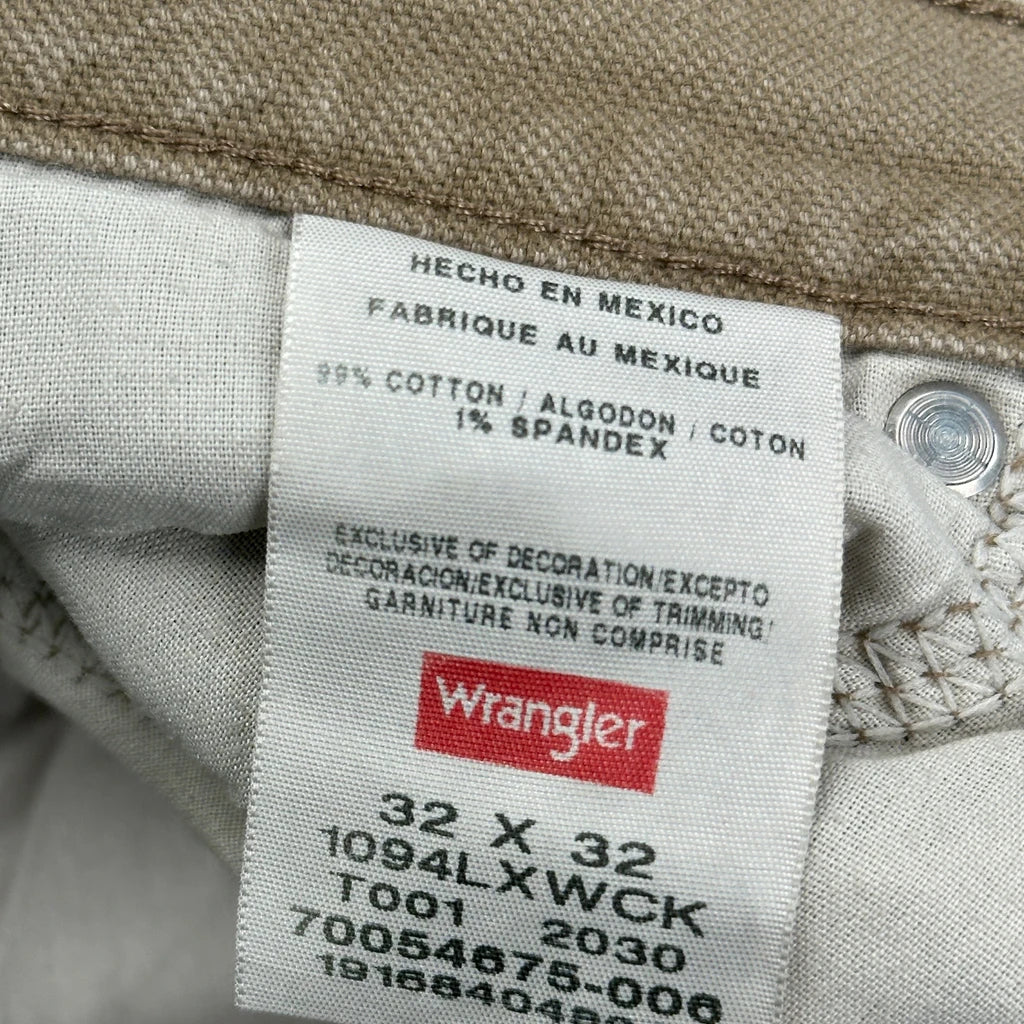 HECHO EN MEXICO
FABRIQUE AU MEXIQUE
99% COTTON / ALGODON / COTON
1% SPANDEX
EXCLUSIVE OF DECORATION/EXCEPTO
DECORACION/EXCLUSIVE OF TRIMMING/
GARNITURE NON COMPRISE
Wrangler
32 X 32
1094LXWCK
T001 2030
70054675-006